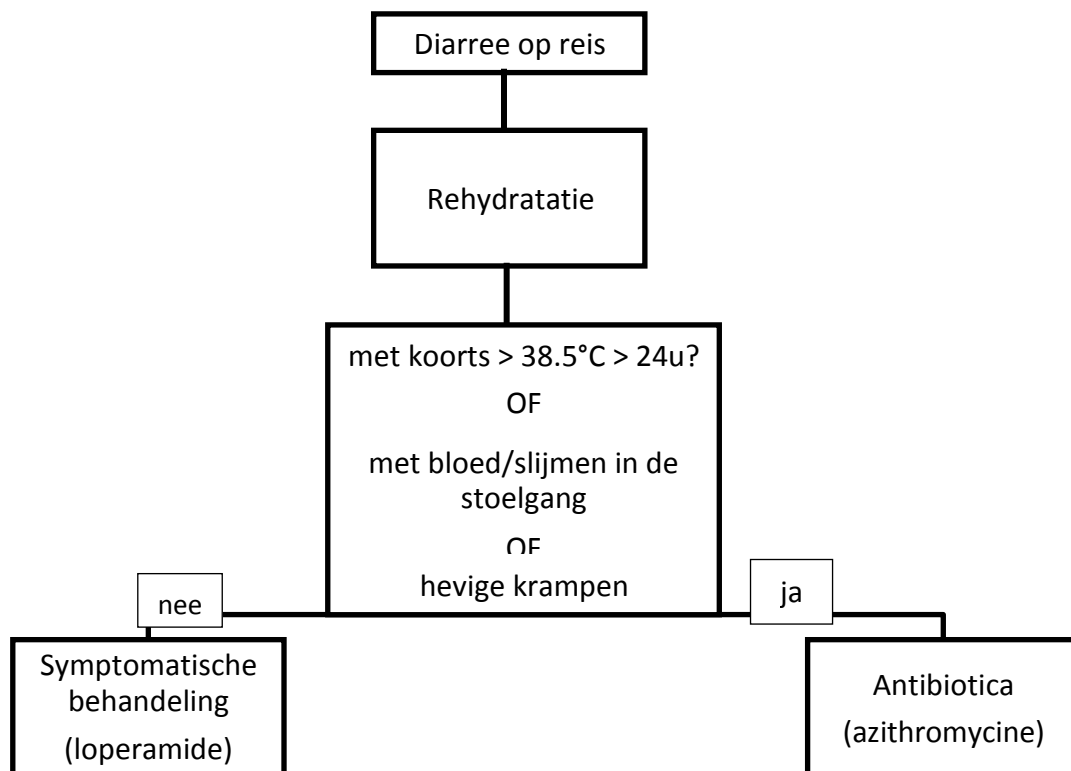 Diarree op reis
Rehydratatie
met koorts > 38.5°C > 24u?
OF
met bloed/slijmen in de
stoelgang
OF
hevige krampen
nee
ja
Symptomatische
behandeling
(loperamide)
Antibiotica
(azithromycine)